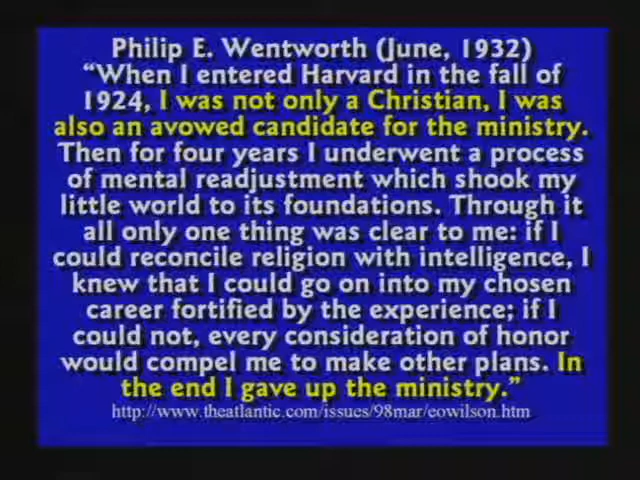 Philip E. Wentworth (June, 1932)
“When I entered Harvard in the fall of
1924, I was not only a Christian, I was
also an avowed candidate for the ministry.
Then for four years I underwent a process
of mental readjustment which shook my
little world to its foundations. Through it
all only one thing was clear to me: if I
could reconcile religion with intelligence, I
knew that I could go on into my chosen
career fortified by the experience; if I
could not, every consideration of honor
would compel me to make other plans. In
the end I gave up the ministry.”
http://www.theatlantic.com/issues/98mar/eowilson.htm